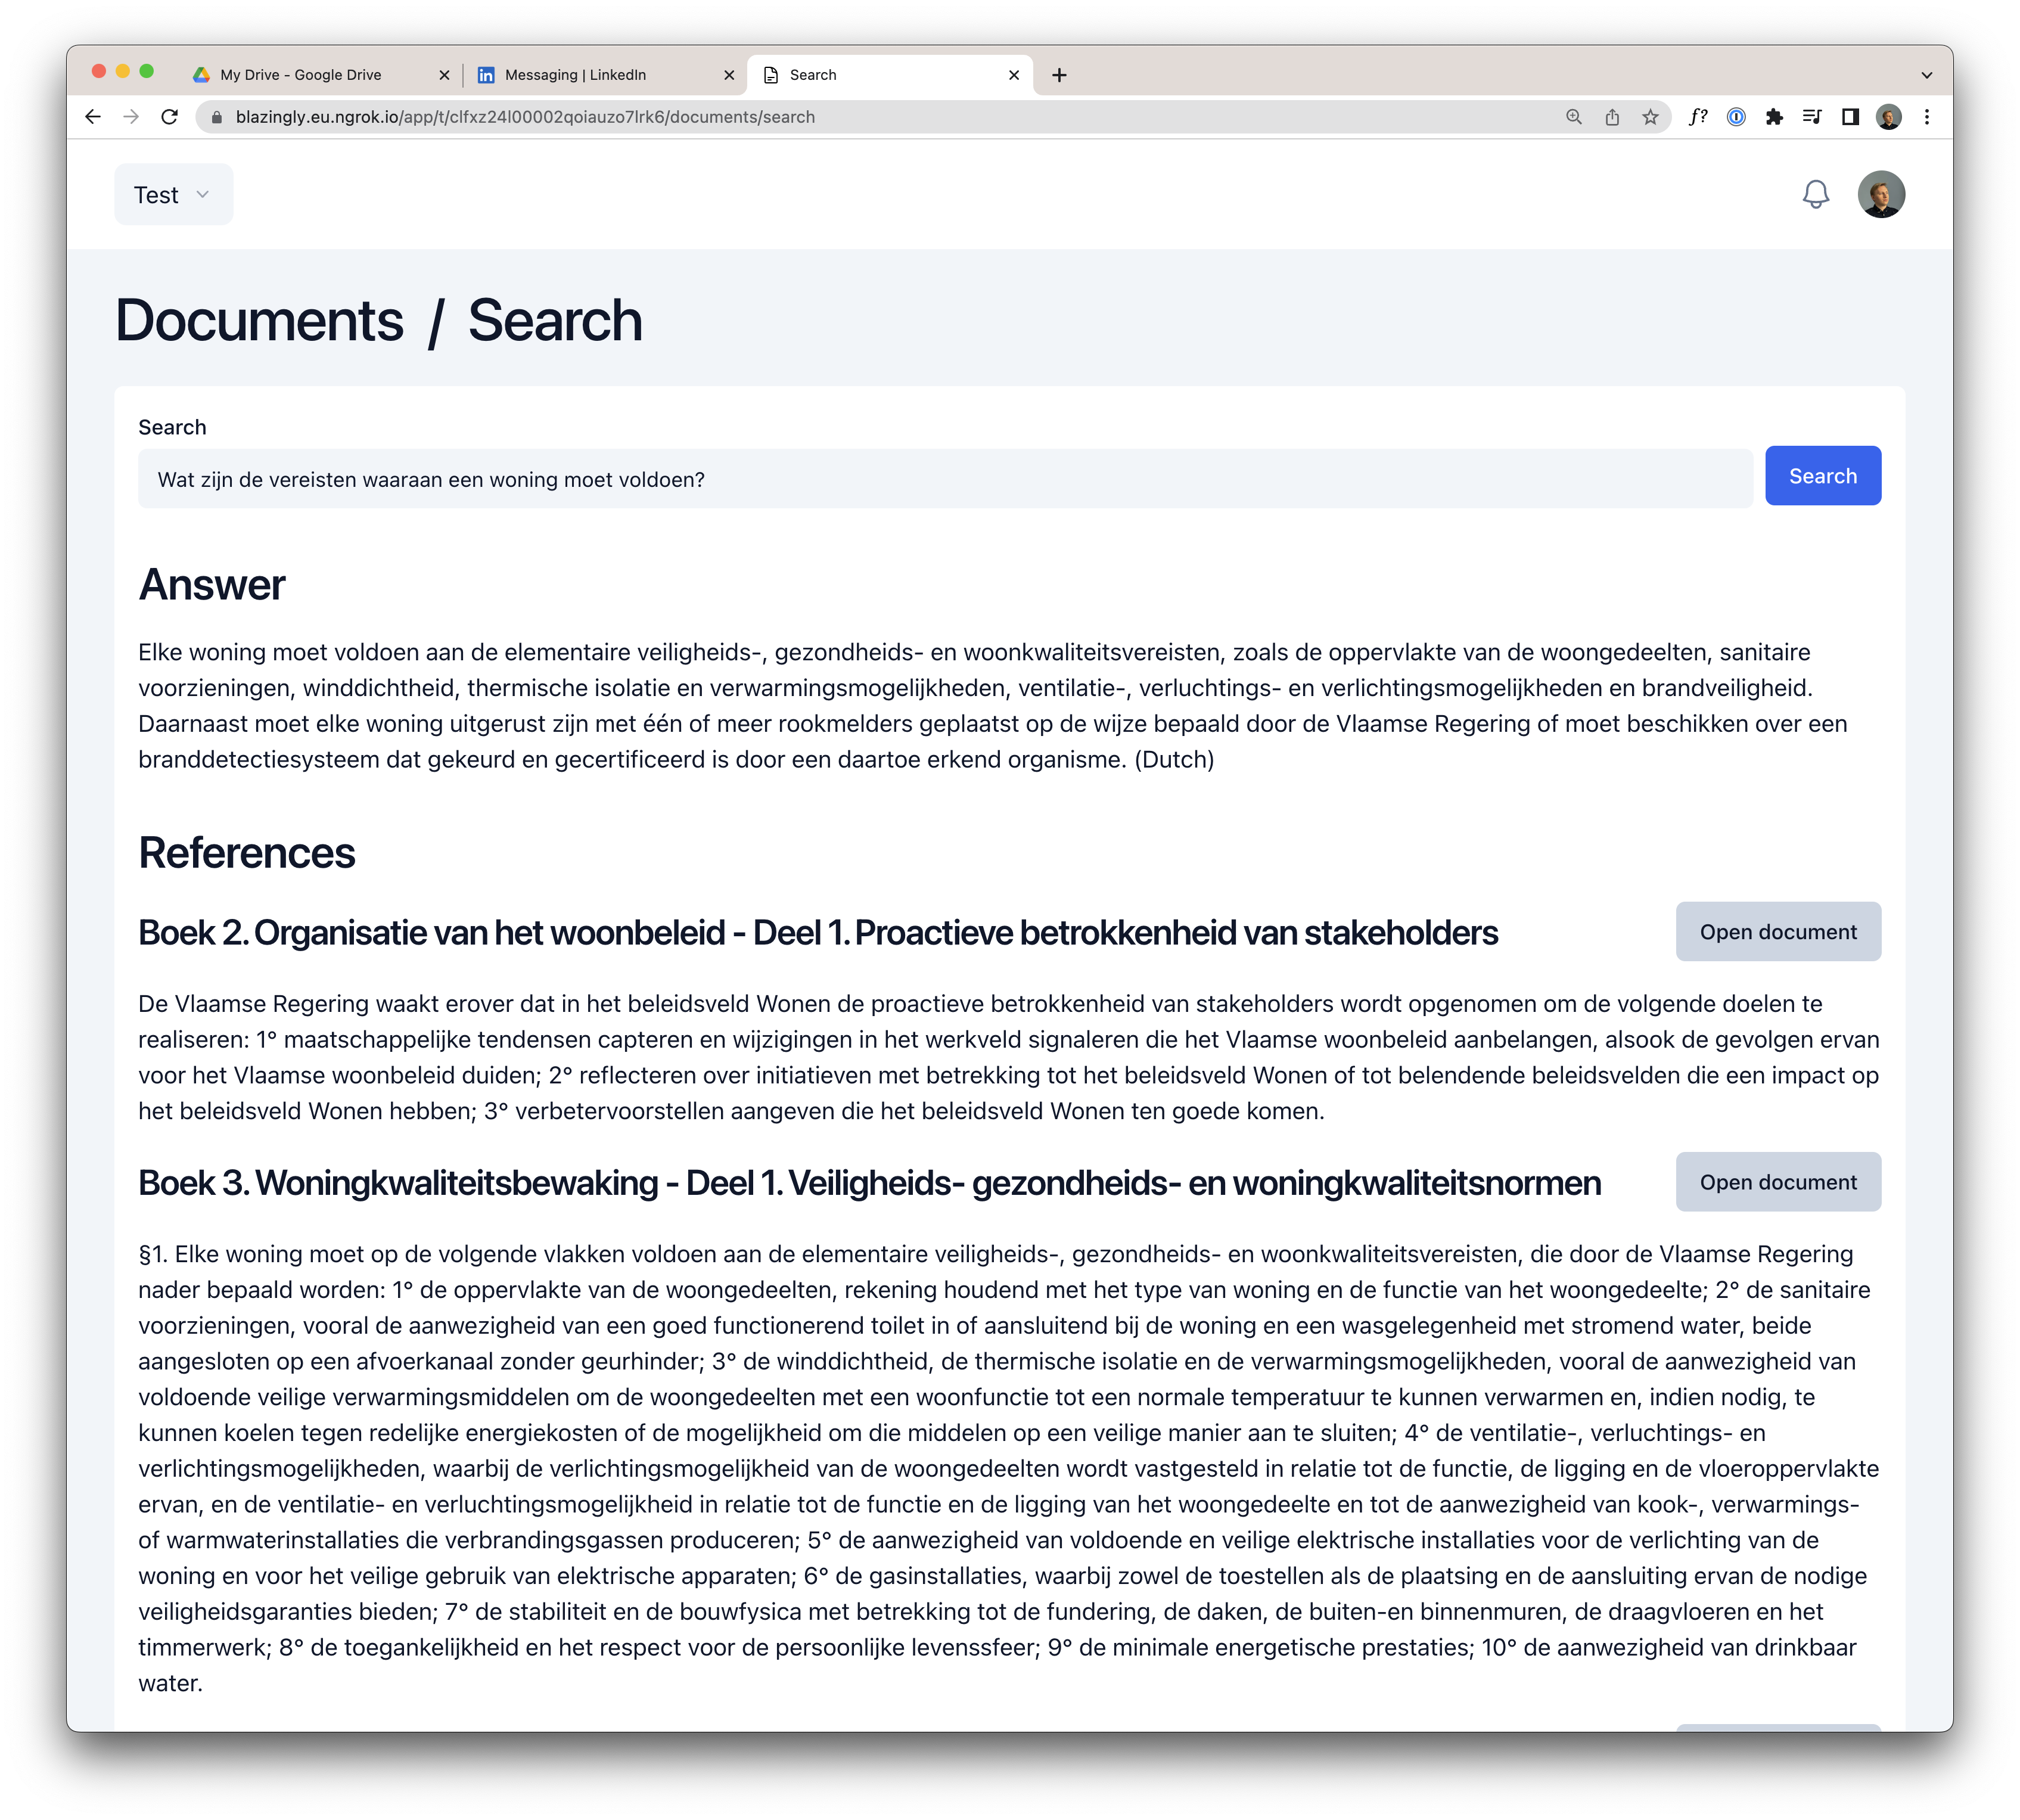 My Drive - Google Drive
Messaging | LinkedIn
Search
blazingly.eu.ngrok.io/app/t/clfxz24l00002qoiauzo7lrk6/documents/search
f?
Test
Documents / Search
Search
Wat zijn de vereisten waaraan een woning moet voldoen?
Search
Answer
Elke woning moet voldoen aan de elementaire veiligheids-, gezondheids- en woonkwaliteitsvereisten, zoals de oppervlakte van de woongedeelten, sanitaire
voorzieningen, winddichtheid, thermische isolatie en verwarmingsmogelijkheden, ventilatie-, verluchtings- en verlichtingsmogelijkheden en brandveiligheid.
Daarnaast moet elke woning uitgerust zijn met één of meer rookmelders geplaatst op de wijze bepaald door de Vlaamse Regering of moet beschikken over een
branddetectiesysteem dat gekeurd en gecertificeerd is door een daartoe erkend organisme. (Dutch)
References
Boek 2. Organisatie van het woonbeleid - Deel 1. Proactieve betrokkenheid van stakeholders
Open document
De Vlaamse Regering waakt erover dat in het beleidsveld Wonen de proactieve betrokkenheid van stakeholders wordt opgenomen om de volgende doelen te
realiseren: 1° maatschappelijke tendensen capteren en wijzigingen in het werkveld signaleren die het Vlaamse woonbeleid aanbelangen, alsook de gevolgen ervan
voor het Vlaamse woonbeleid duiden; 2° reflecteren over initiatieven met betrekking tot het beleidsveld Wonen of tot belendende beleidsvelden die een impact op
het beleidsveld Wonen hebben; 3° verbetervoorstellen aangeven die het beleidsveld Wonen ten goede komen.
Boek 3. Woningkwaliteitsbewaking - Deel 1. Veiligheids- gezondheids- en woningkwaliteitsnormen
Open document
§1. Elke woning moet op de volgende vlakken voldoen aan de elementaire veiligheids-, gezondheids- en woonkwaliteitsvereisten, die door de Vlaamse Regering
nader bepaald worden: 1° de oppervlakte van de woongedeelten, rekening houdend met het type van woning en de functie van het woongedeelte; 2° de sanitaire
voorzieningen, vooral de aanwezigheid van een goed functionerend toilet in of aansluitend bij de woning en een wasgelegenheid met stromend water, beide
aangesloten op een afvoerkanaal zonder geurhinder; 3° de winddichtheid, de thermische isolatie en de verwarmingsmogelijkheden, vooral de aanwezigheid van
voldoende veilige verwarmingsmiddelen om de woongedeelten met een woonfunctie tot een normale temperatuur te kunnen verwarmen en, indien nodig, te
kunnen koelen tegen redelijke energiekosten of de mogelijkheid om die middelen op een veilige manier aan te sluiten; 4° de ventilatie-, verluchtings- en
verlichtingsmogelijkheden, waarbij de verlichtingsmogelijkheid van de woongedeelten wordt vastgesteld in relatie tot de functie, de ligging en de vloeroppervlakte
ervan, en de ventilatie- en verluchtingsmogelijkheid in relatie tot de functie en de ligging van het woongedeelte en tot de aanwezigheid van kook-, verwarmings-
of warmwaterinstallaties die verbrandingsgassen produceren; 5° de aanwezigheid van voldoende en veilige elektrische installaties voor de verlichting van de
woning en voor het veilige gebruik van elektrische apparaten; 6° de gasinstallaties, waarbij zowel de toestellen als de plaatsing en de aansluiting ervan de nodige
veiligheidsgaranties bieden; 7° de stabiliteit en de bouwfysica met betrekking tot de fundering, de daken, de buiten-en binnenmuren, de draagvloeren en het
timmerwerk; 8° de toegankelijkheid en het respect voor de persoonlijke levenssfeer; 9° de minimale energetische prestaties; 10° de aanwezigheid van drinkbaar
water.